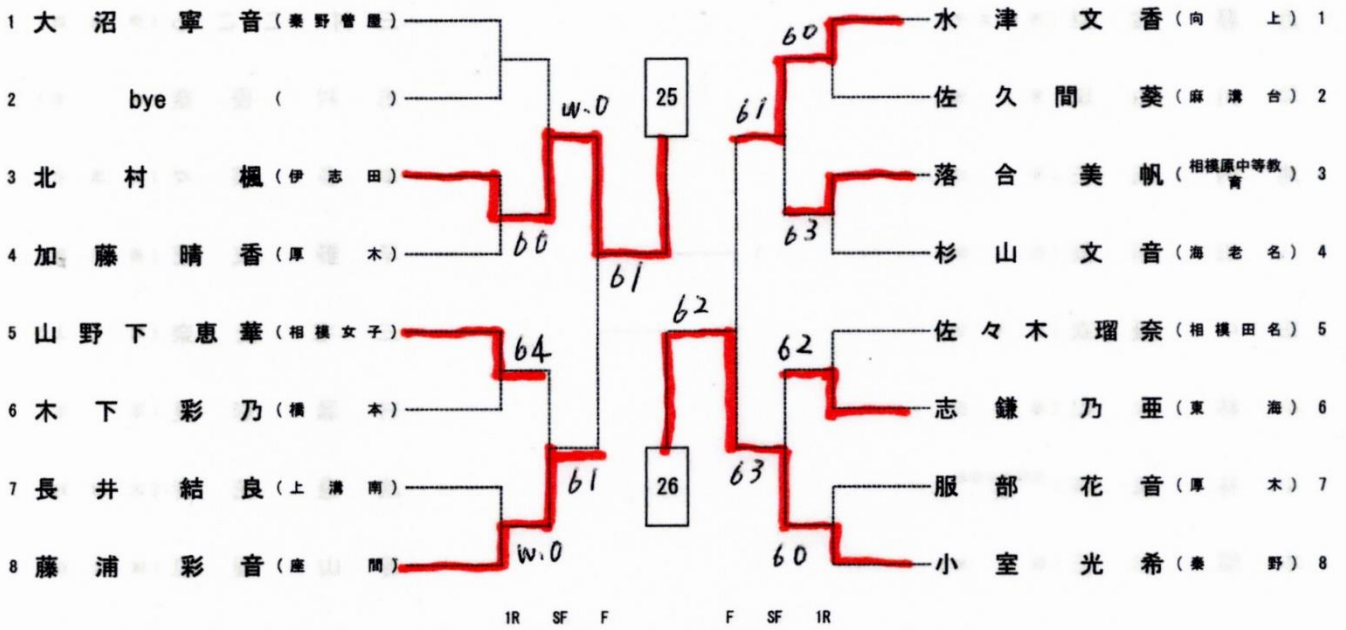 1 大沼寧音 (秦野曽屋)
2 bye ( )
3 北村楓 (伊志田)
4 加藤晴香 (厚木)
5 山野下恵華 (相模女子)
6 木下彩乃 (橋本)
7 長井結良 (上溝南)
8 藤浦彩音 (座間)
w.0
60
61
64
61
w.0
25
26
1R SF F
60
61
63
62
62
63
60
水津文香 (向上) 1
佐久間葵 (麻溝台) 2
落合美帆 (相模原中等教育) 3
杉山文音 (海老名) 4
佐々木瑠奈 (相模田名) 5
志鎌乃亜 (東海) 6
服部花音 (厚木) 7
小室光希 (秦野) 8
F SF 1R